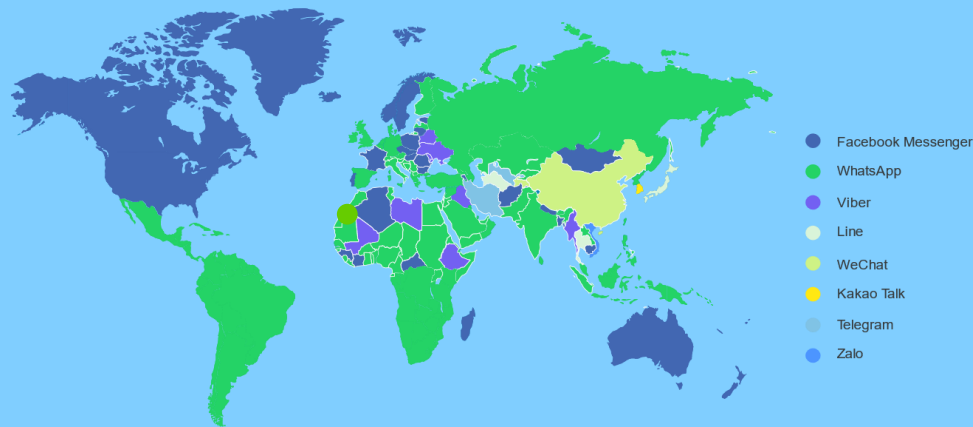 Facebook Messenger
WhatsApp
Viber
Line
WeChat
Kakao Talk
Telegram
Zalo